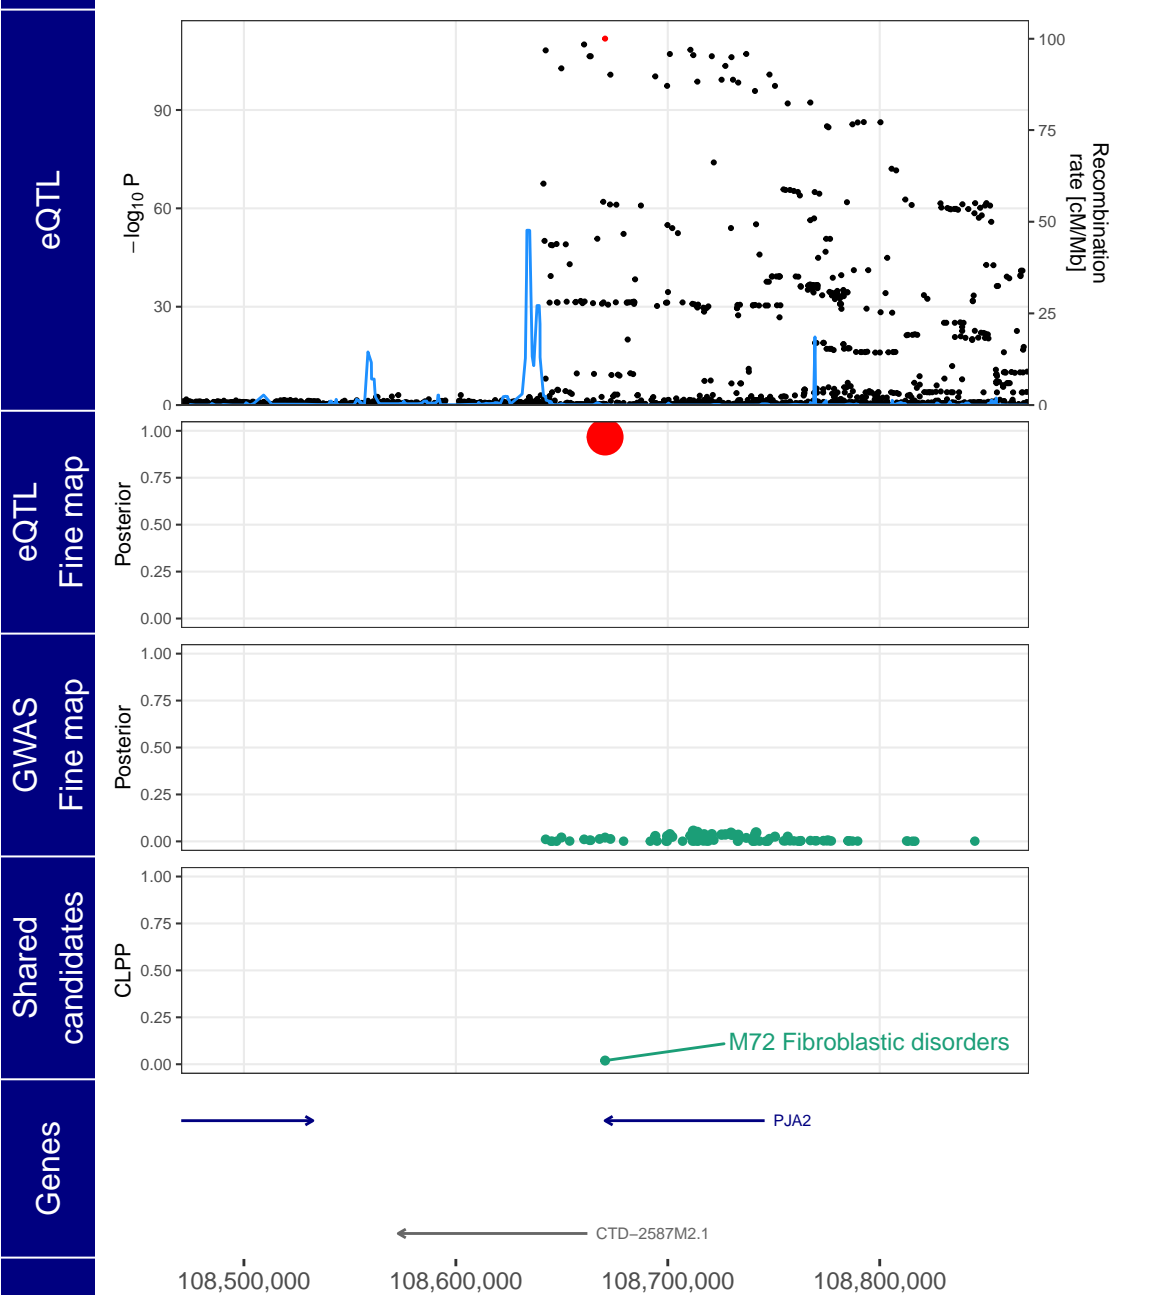 eQTL
−log10 P
90
60
30
0
100
75
50
25
0
Recombination
rate [cM/Mb]
eQTL
Fine map
Posterior
1.00
0.75
0.50
0.25
0.00
GWAS
Fine map
Posterior
1.00
0.75
0.50
0.25
0.00
Shared
candidates
CLPP
1.00
0.75
0.50
0.25
0.00
M72 Fibroblastic disorders
Genes
PJA2
CTD−2587M2.1
108,500,000
108,600,000
108,700,000
108,800,000